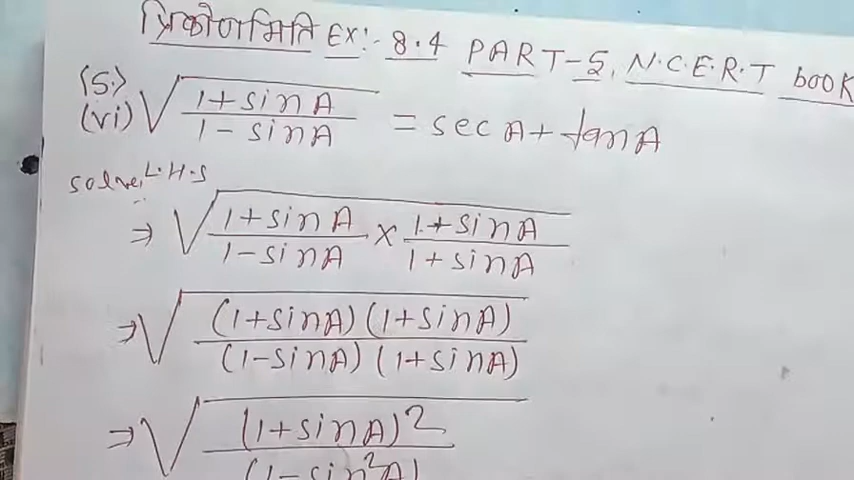 त्रिकोणमिति EX:- 8.4 PART-5, N.C.E.R.T book
(5.)
(vi) √((1+sinA)/(1-sinA)) = sec A + tanA
solve, L.H.S
⇒ √((1+sinA)/(1-sinA) × (1+sinA)/(1+sinA))
⇒ √((1+sinA)(1+sinA)/(1-sinA)(1+sinA))
⇒ √((1+sinA)²/(1-sin²A))